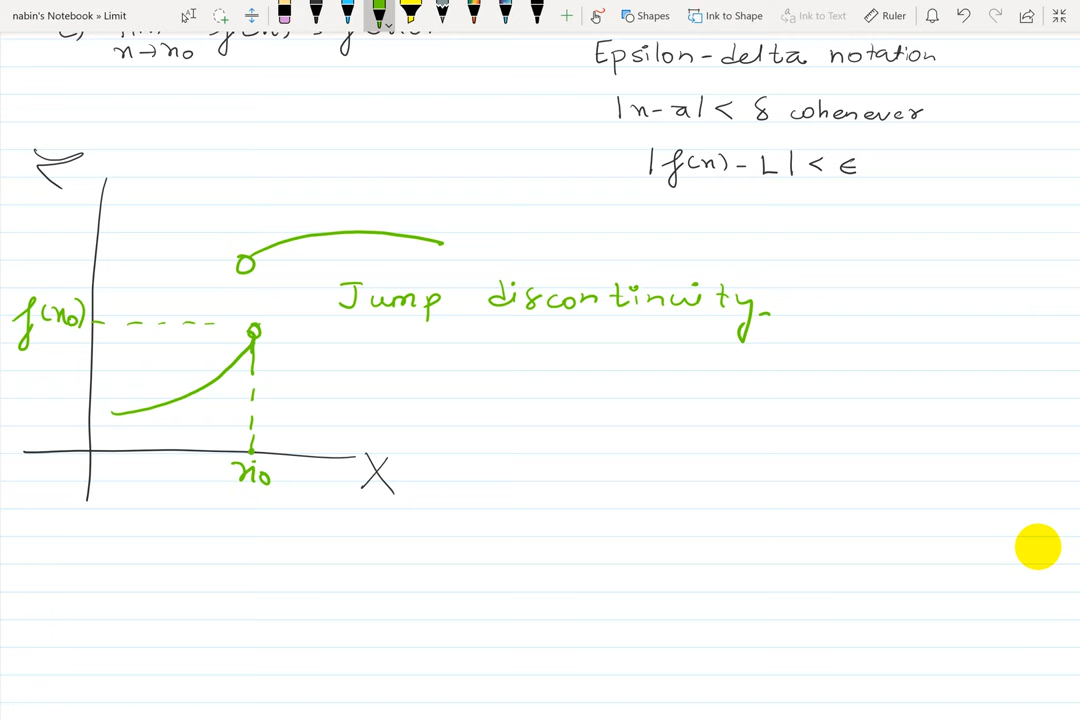 nabin's Notebook » Limit
Shapes
Ink to Shape
Ink to Text
Ruler
n→n0
Epsilon-delta notation
|n-a| < δ cohenever
|f(n) - L| < ϵ
f(n0)
Jump discontinuity.
n0
X